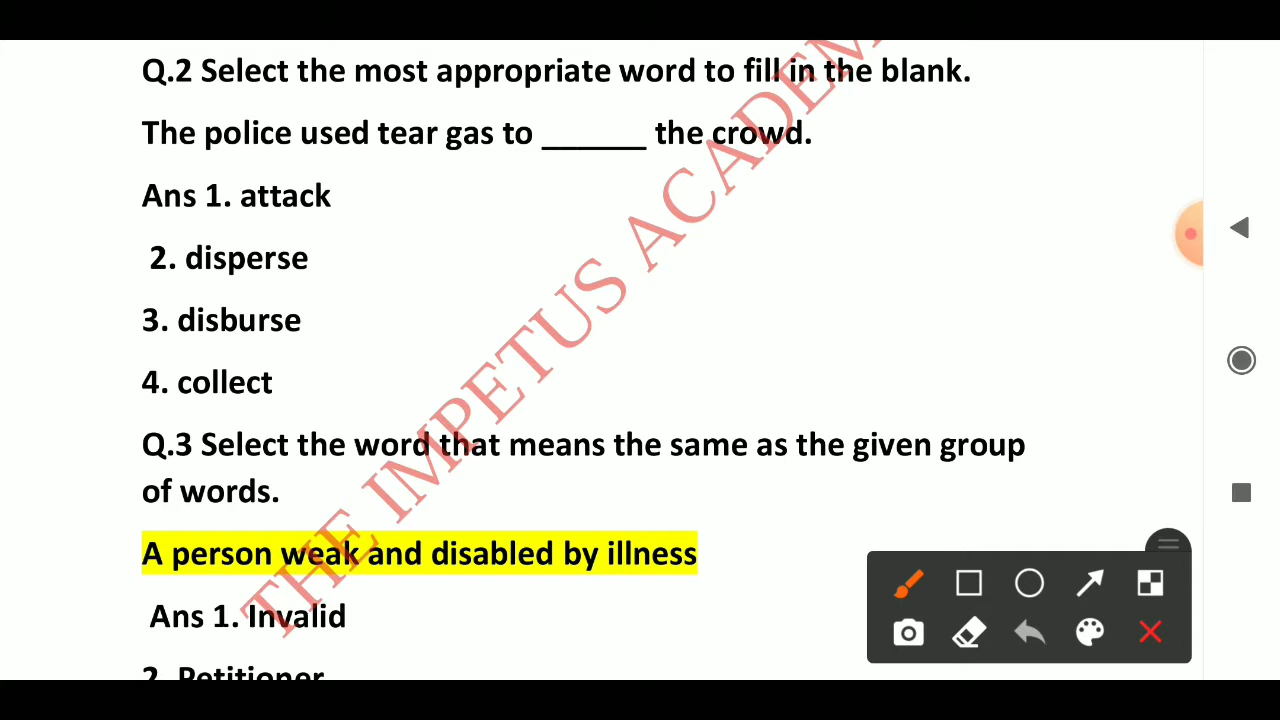 Q.2 Select the most appropriate word to fill in the blank.
The police used tear gas to ______ the crowd.
Ans 1. attack
2. disperse
3. disburse
4. collect
Q.3 Select the word that means the same as the given group
of words.
A person weak and disabled by illness
Ans 1. Invalid
2. Petitioner
THE IMPETUS ACADEM